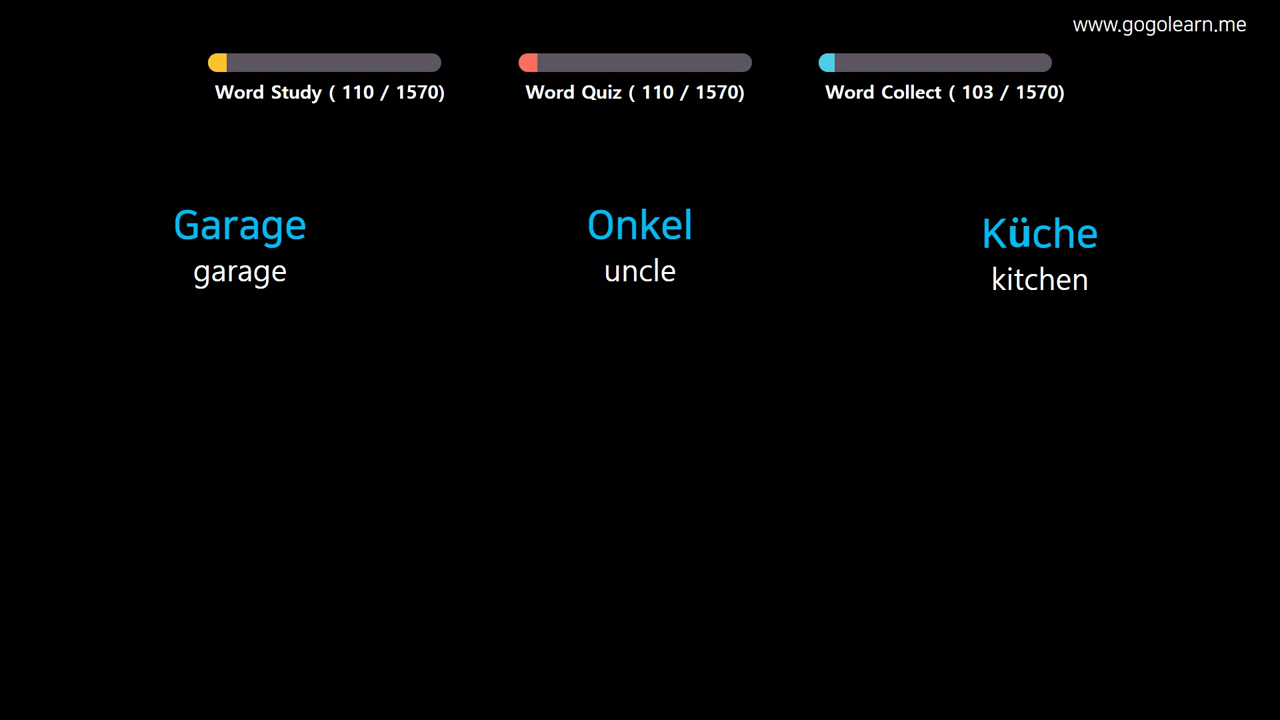 www.gogolearn.me
Word Study ( 110 / 1570)
Word Quiz ( 110 / 1570)
Word Collect ( 103 / 1570)
Garage
garage
Onkel
uncle
Küche
kitchen